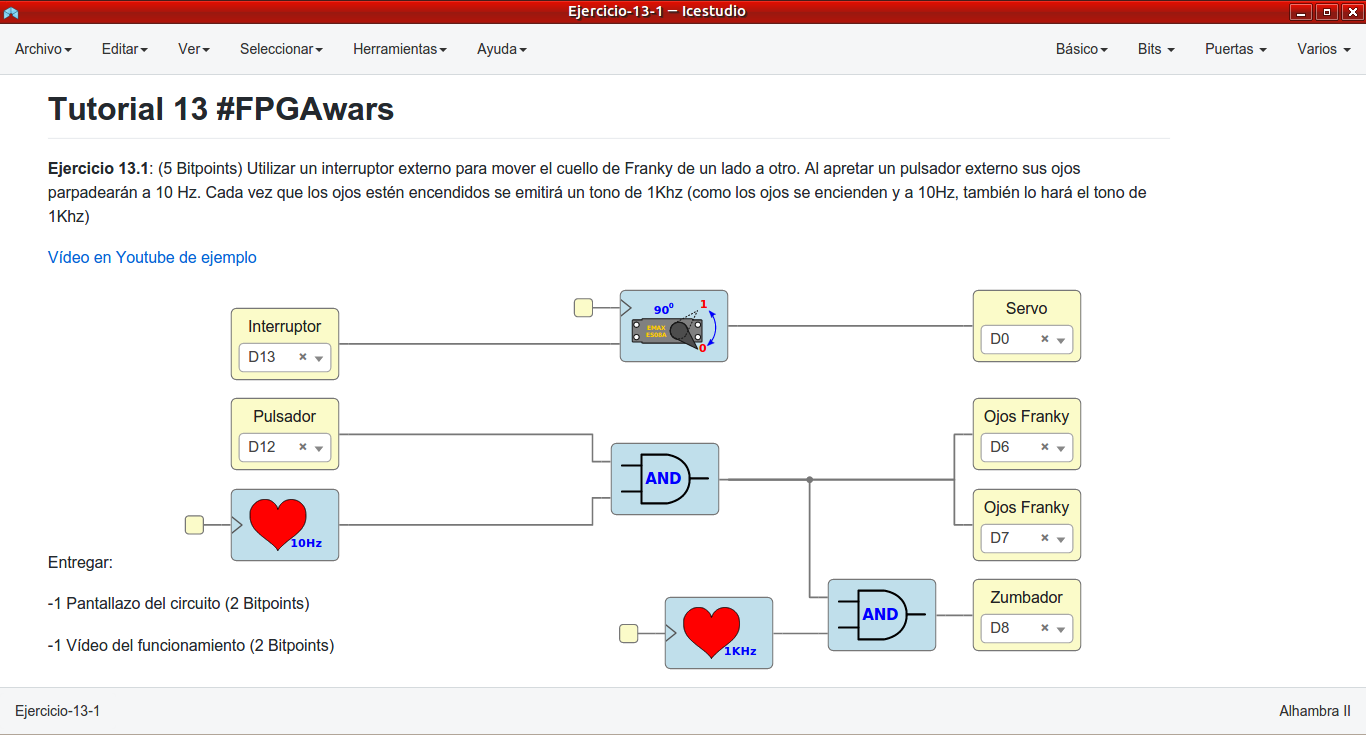 Ejercicio-13-1 — Icestudio
Archivo Editar Ver Seleccionar Herramientas Ayuda Básico Bits Puertas Varios
Tutorial 13 #FPGAwars
Ejercicio 13.1: (5 Bitpoints) Utilizar un interruptor externo para mover el cuello de Franky de un lado a otro. Al apretar un pulsador externo sus ojos
parpadearán a 10 Hz. Cada vez que los ojos estén encendidos se emitirá un tono de 1Khz (como los ojos se encienden y a 10Hz, también lo hará el tono de
1Khz)
Vídeo en Youtube de ejemplo
Interruptor
D13
90º
1
EMAX
ES08A
0
Servo
D0
Pulsador
D12
AND
Ojos Franky
D6
10Hz
Ojos Franky
D7
Entregar:
-1 Pantallazo del circuito (2 Bitpoints)
-1 Vídeo del funcionamiento (2 Bitpoints)
1KHz
AND
Zumbador
D8
Ejercicio-13-1
Alhambra II